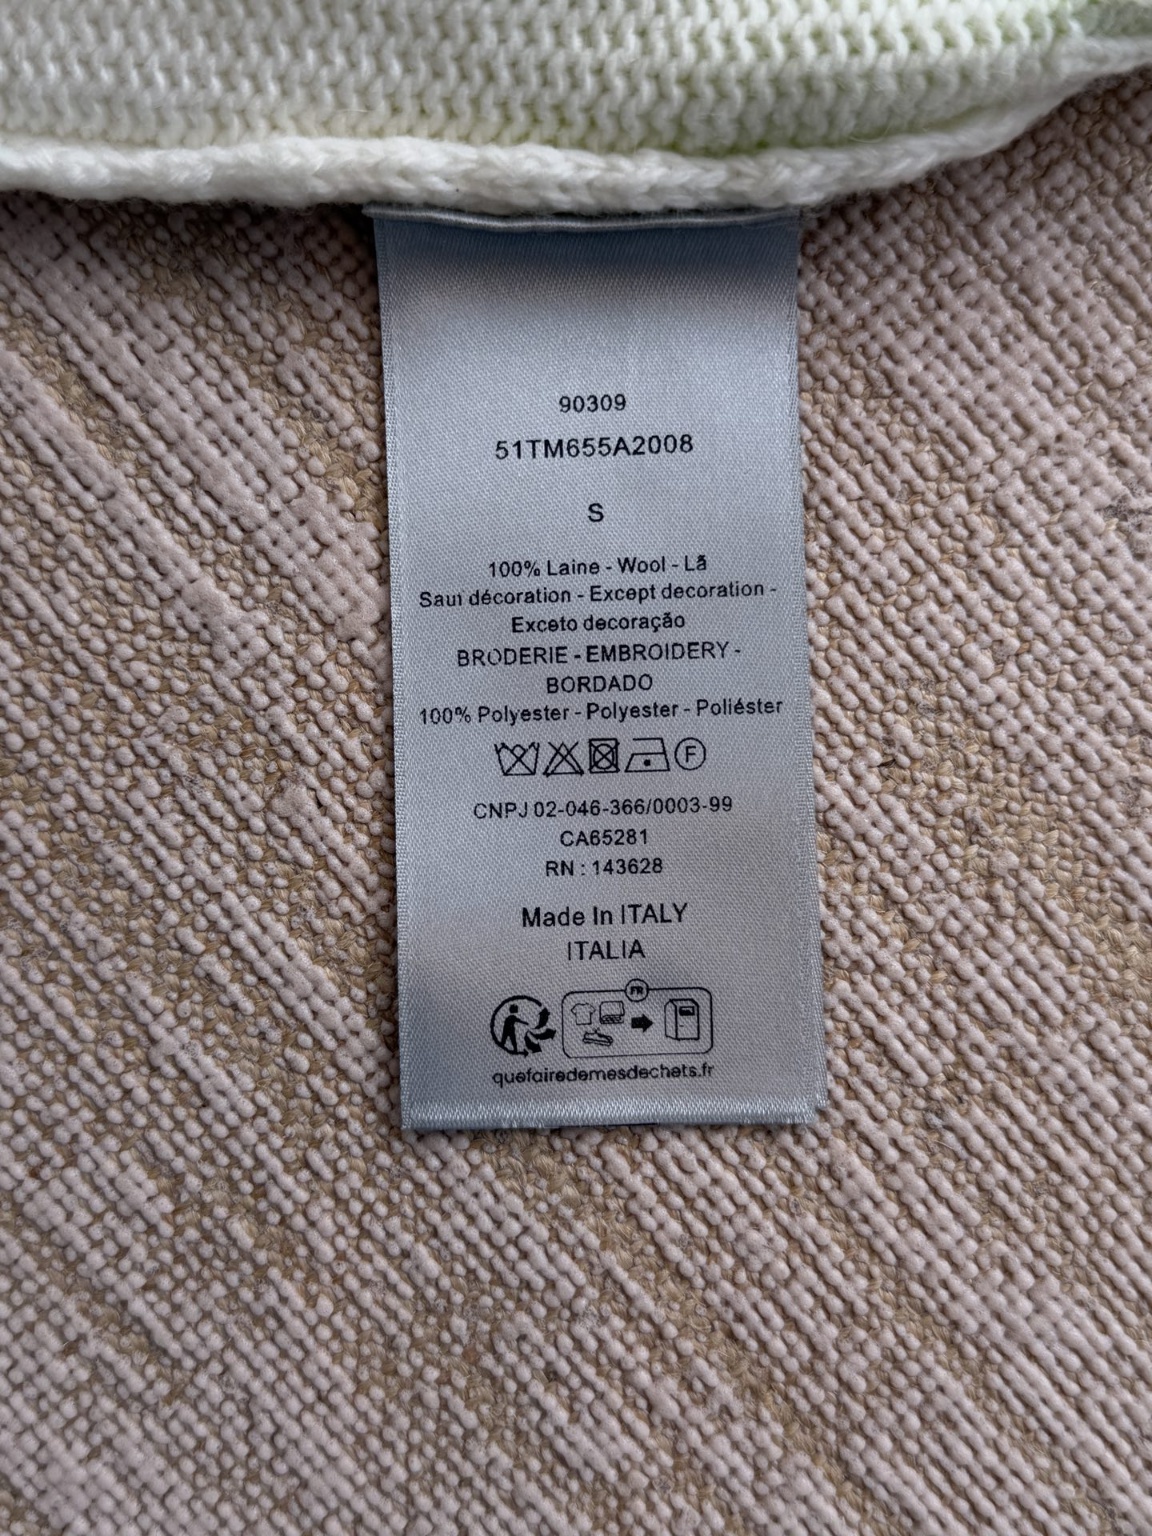 90309
51TM655A2008
S
100% Laine - Wool - Lã
Sauf décoration - Except decoration -
Exceto decoração
BRODERIE - EMBROIDERY -
BORDADO
100% Polyester - Polyester - Poliéster
F
CNPJ 02-046-366/0003-99
CA65281
RN : 143628
Made In ITALY
ITALIA
FR
quefairedemesdechets.fr